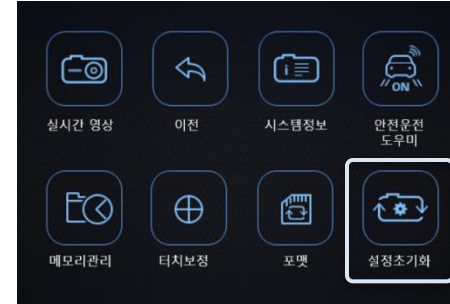 ON
실시간 영상
이전
시스템정보
안전운전
도우미
메모리관리
터치보정
포맷
설정초기화